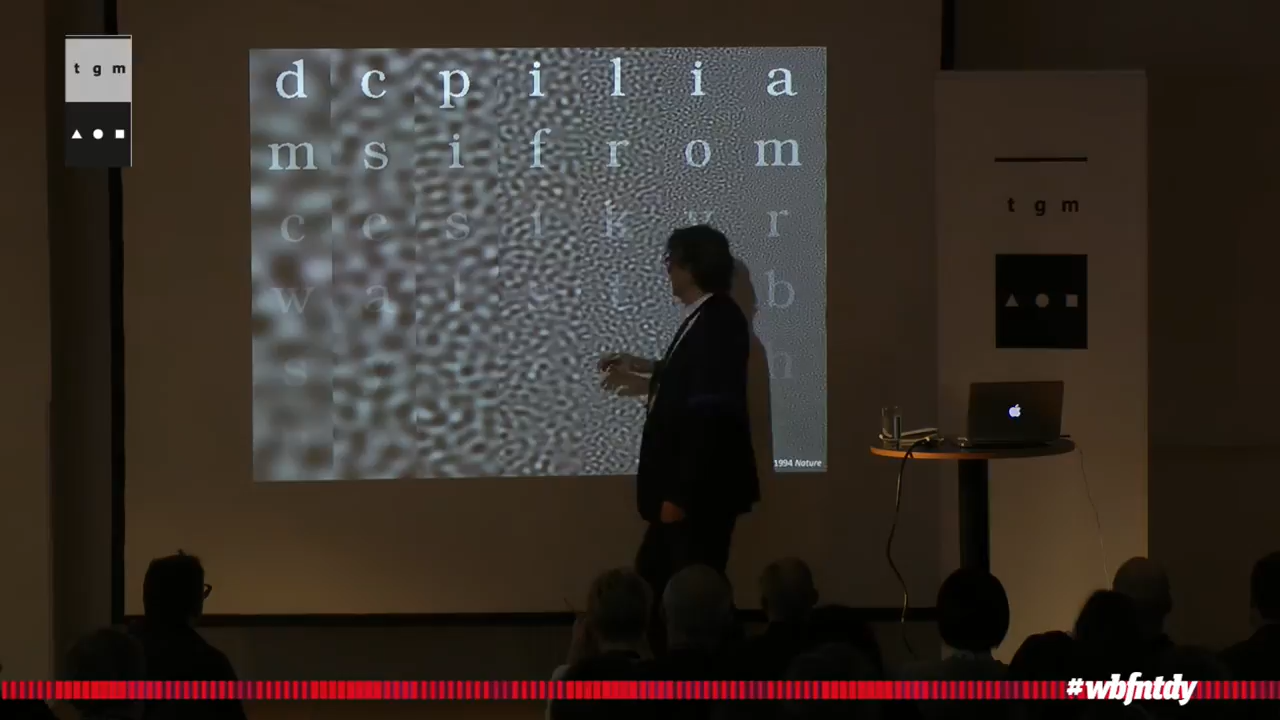 t g m
d c p i l i a
m s i f r o m
c e s i k v r
w a b
s h
1994 Nature
t g m
#wbfntdy